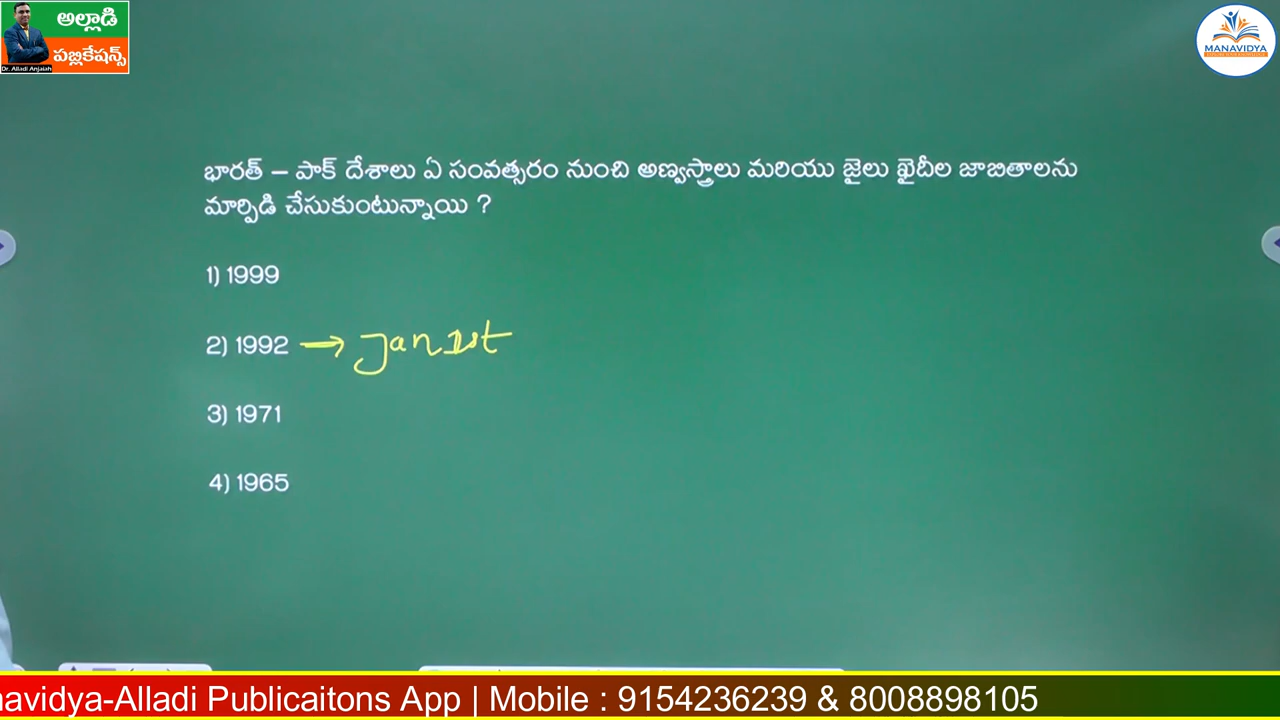 అల్లాడి
పబ్లికేషన్స్
Dr. Alladi Anjaiah
MANAVIDYA
భారత్ – పాక్ దేశాలు ఏ సంవత్సరం నుంచి అణ్వస్త్రాలు మరియు జైలు ఖైదీల జాబితాలను
మార్పిడి చేసుకుంటున్నాయి ?
1) 1999
2) 1992 → Jan 1st
3) 1971
4) 1965
navidya-Alladi Publicaitons App | Mobile : 9154236239 & 8008898105